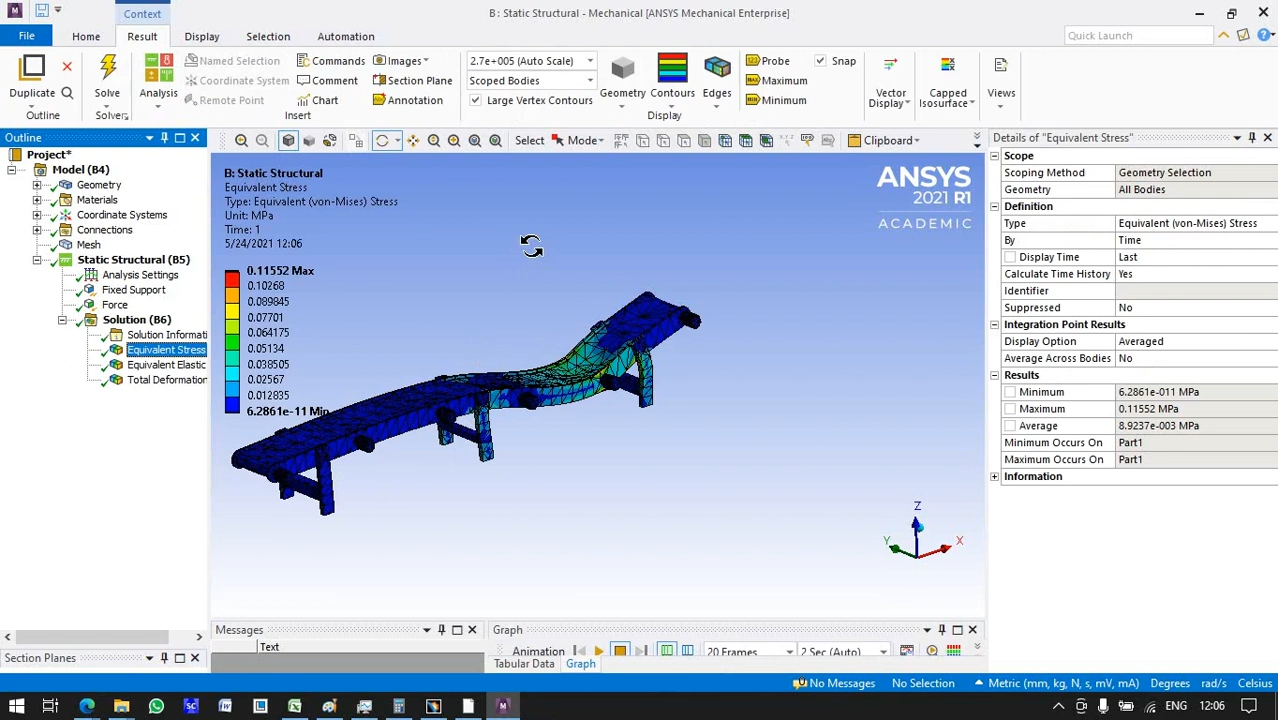 Context
B : Static Structural - Mechanical [ANSYS Mechanical Enterprise]
File
Home
Result
Display
Selection
Automation
Quick Launch
Duplicate
Outline
Solve
Solver
Analysis
Named Selection
Coordinate System
Remote Point
Commands
Comment
Chart
Images
Section Plane
Annotation
Insert
2.7e+005 (Auto Scale)
Scoped Bodies
Large Vertex Contours
Geometry
Contours
Edges
Probe
Maximum
Minimum
Snap
Display
Vector
Display
Capped
Isosurface
Views
Outline
Select
Mode
Clipboard
Details of "Equivalent Stress"
Project*
Model (B4)
Geometry
Materials
Coordinate Systems
Connections
Mesh
Static Structural (B5)
Analysis Settings
Fixed Support
Force
Solution (B6)
Solution Informati
Equivalent Stress
Equivalent Elastic
Total Deformation
B: Static Structural
Equivalent Stress
Type: Equivalent (von-Mises) Stress
Unit: MPa
Time: 1
5/24/2021 12:06
0.11552 Max
0.10268
0.089845
0.07701
0.064175
0.05134
0.038505
0.02567
0.012835
6.2861e-11 Min
ANSYS
2021 R1
ACADEMIC
Z
Y
X
Scope
Scoping Method Geometry Selection
Geometry All Bodies
Definition
Type Equivalent (von-Mises) Stress
By Time
Display Time Last
Calculate Time History Yes
Identifier
Suppressed No
Integration Point Results
Display Option Averaged
Average Across Bodies No
Results
Minimum 6.2861e-011 MPa
Maximum 0.11552 MPa
Average 8.9237e-003 MPa
Minimum Occurs On Part1
Maximum Occurs On Part1
Information
Messages
Text
Graph
Animation
20 Frames
2 Sec (Auto)
Tabular Data
Graph
Section Planes
No Messages
No Selection
Metric (mm, kg, N, s, mV, mA)
Degrees
rad/s
Celsius
ENG
12:06